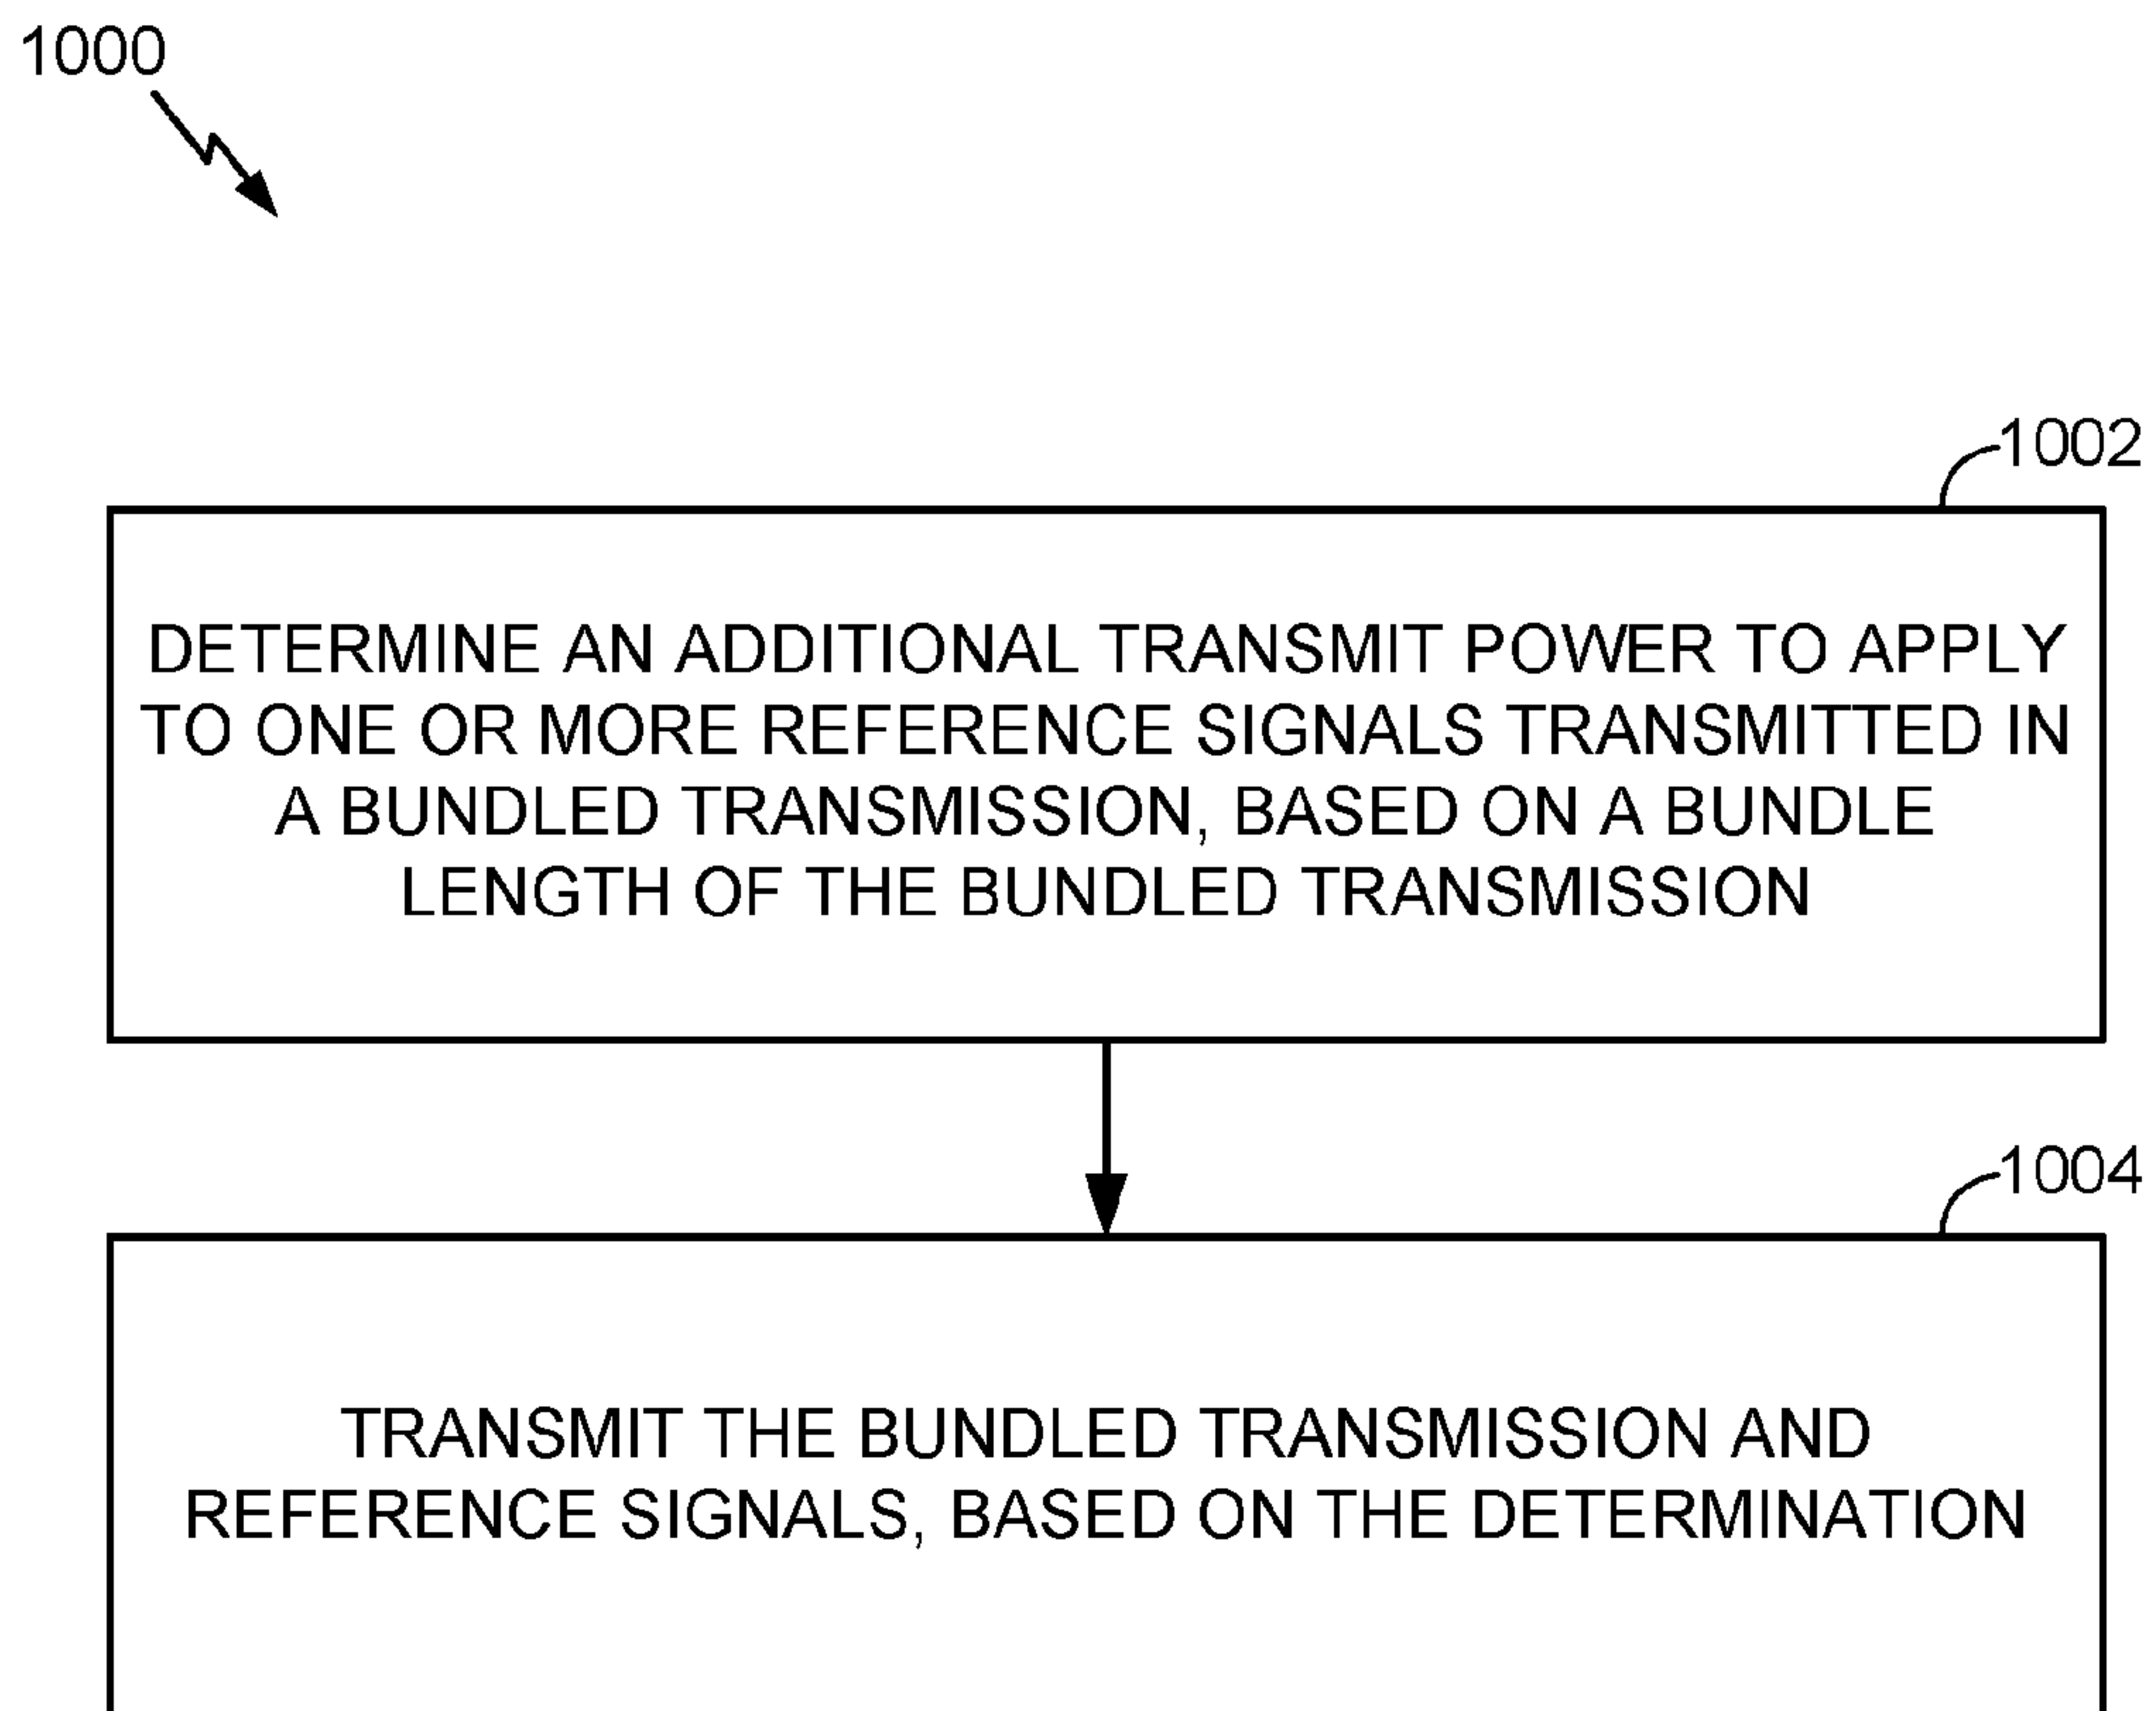 1000
1002
DETERMINE AN ADDITIONAL TRANSMIT POWER TO APPLY
TO ONE OR MORE REFERENCE SIGNALS TRANSMITTED IN
A BUNDLED TRANSMISSION, BASED ON A BUNDLE
LENGTH OF THE BUNDLED TRANSMISSION
1004
TRANSMIT THE BUNDLED TRANSMISSION AND
REFERENCE SIGNALS, BASED ON THE DETERMINATION